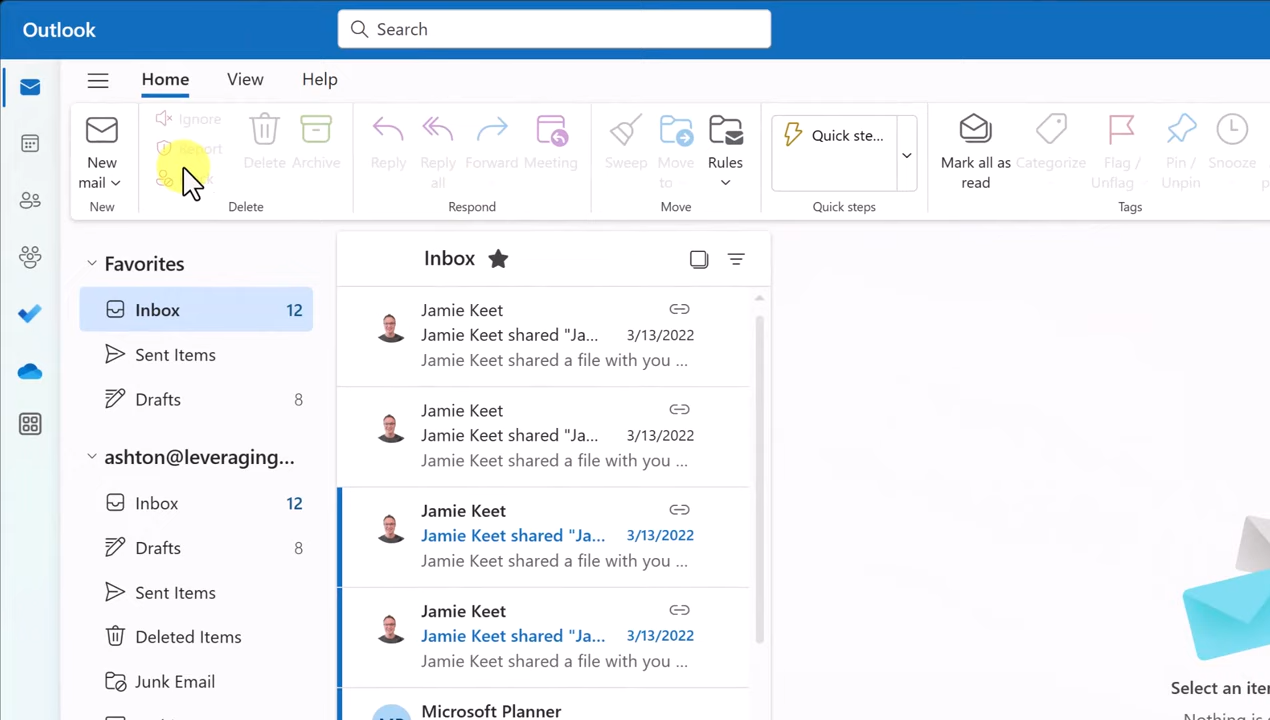 Outlook
Search
Home View Help
New mail
Ignore
Report
Delete
Archive
Reply
Reply all
Forward
Meeting
Sweep
Move to
Rules
Quick ste...
Mark all as read
Categorize
Flag / Unflag
Pin / Unpin
Snooze
New
Delete
Respond
Move
Quick steps
Tags
Favorites
Inbox 12
Sent Items
Drafts 8
ashton@leveraging...
Inbox 12
Drafts 8
Sent Items
Deleted Items
Junk Email
Inbox
Jamie Keet
Jamie Keet shared "Ja... 3/13/2022
Jamie Keet shared a file with you ...
Jamie Keet
Jamie Keet shared "Ja... 3/13/2022
Jamie Keet shared a file with you ...
Jamie Keet
Jamie Keet shared "Ja... 3/13/2022
Jamie Keet shared a file with you ...
Jamie Keet
Jamie Keet shared "Ja... 3/13/2022
Jamie Keet shared a file with you ...
Microsoft Planner
Select an ite